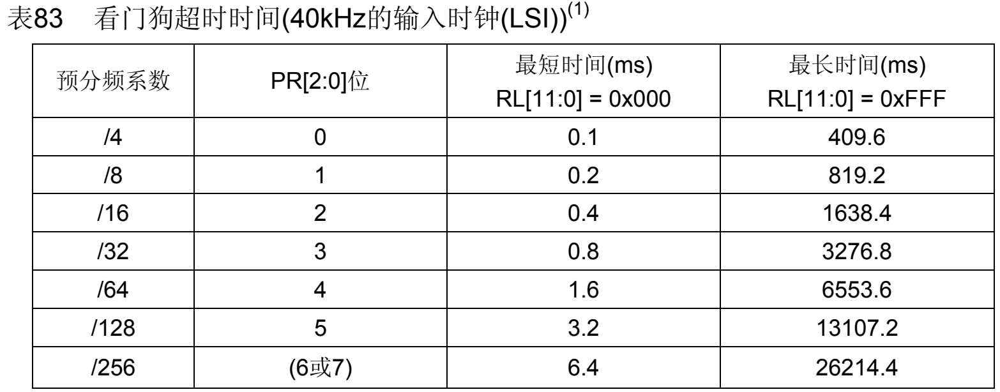 表83 看门狗超时时间(40kHz的输入时钟(LSI))(1)
预分频系数 PR[2:0]位 最短时间(ms) 最长时间(ms)
RL[11:0] = 0x000 RL[11:0] = 0xFFF
/4 0 0.1 409.6
/8 1 0.2 819.2
/16 2 0.4 1638.4
/32 3 0.8 3276.8
/64 4 1.6 6553.6
/128 5 3.2 13107.2
/256 (6或7) 6.4 26214.4